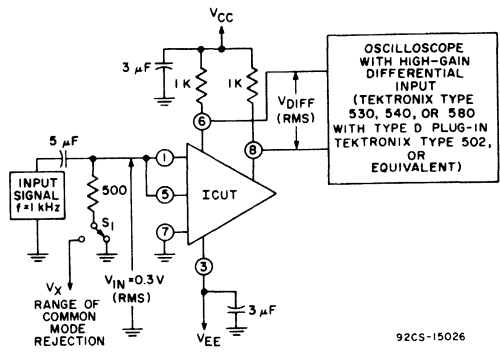 VCC
3 μF
1 K
1K
6
VDIFF
(RMS)
OSCILLOSCOPE
WITH HIGH-GAIN
DIFFERENTIAL
INPUT
(TEKTRONIX TYPE
530, 540, OR 580
WITH TYPE D PLUG-IN
TEKTRONIX TYPE 502,
OR
EQUIVALENT)
8
5 μF
1
INPUT
SIGNAL
f=1 kHz
500
5
ICUT
S1
7
3
VIN=0.3 V
(RMS)
VX
RANGE OF
COMMON
MODE
REJECTION
3 μF
VEE
92CS-15026